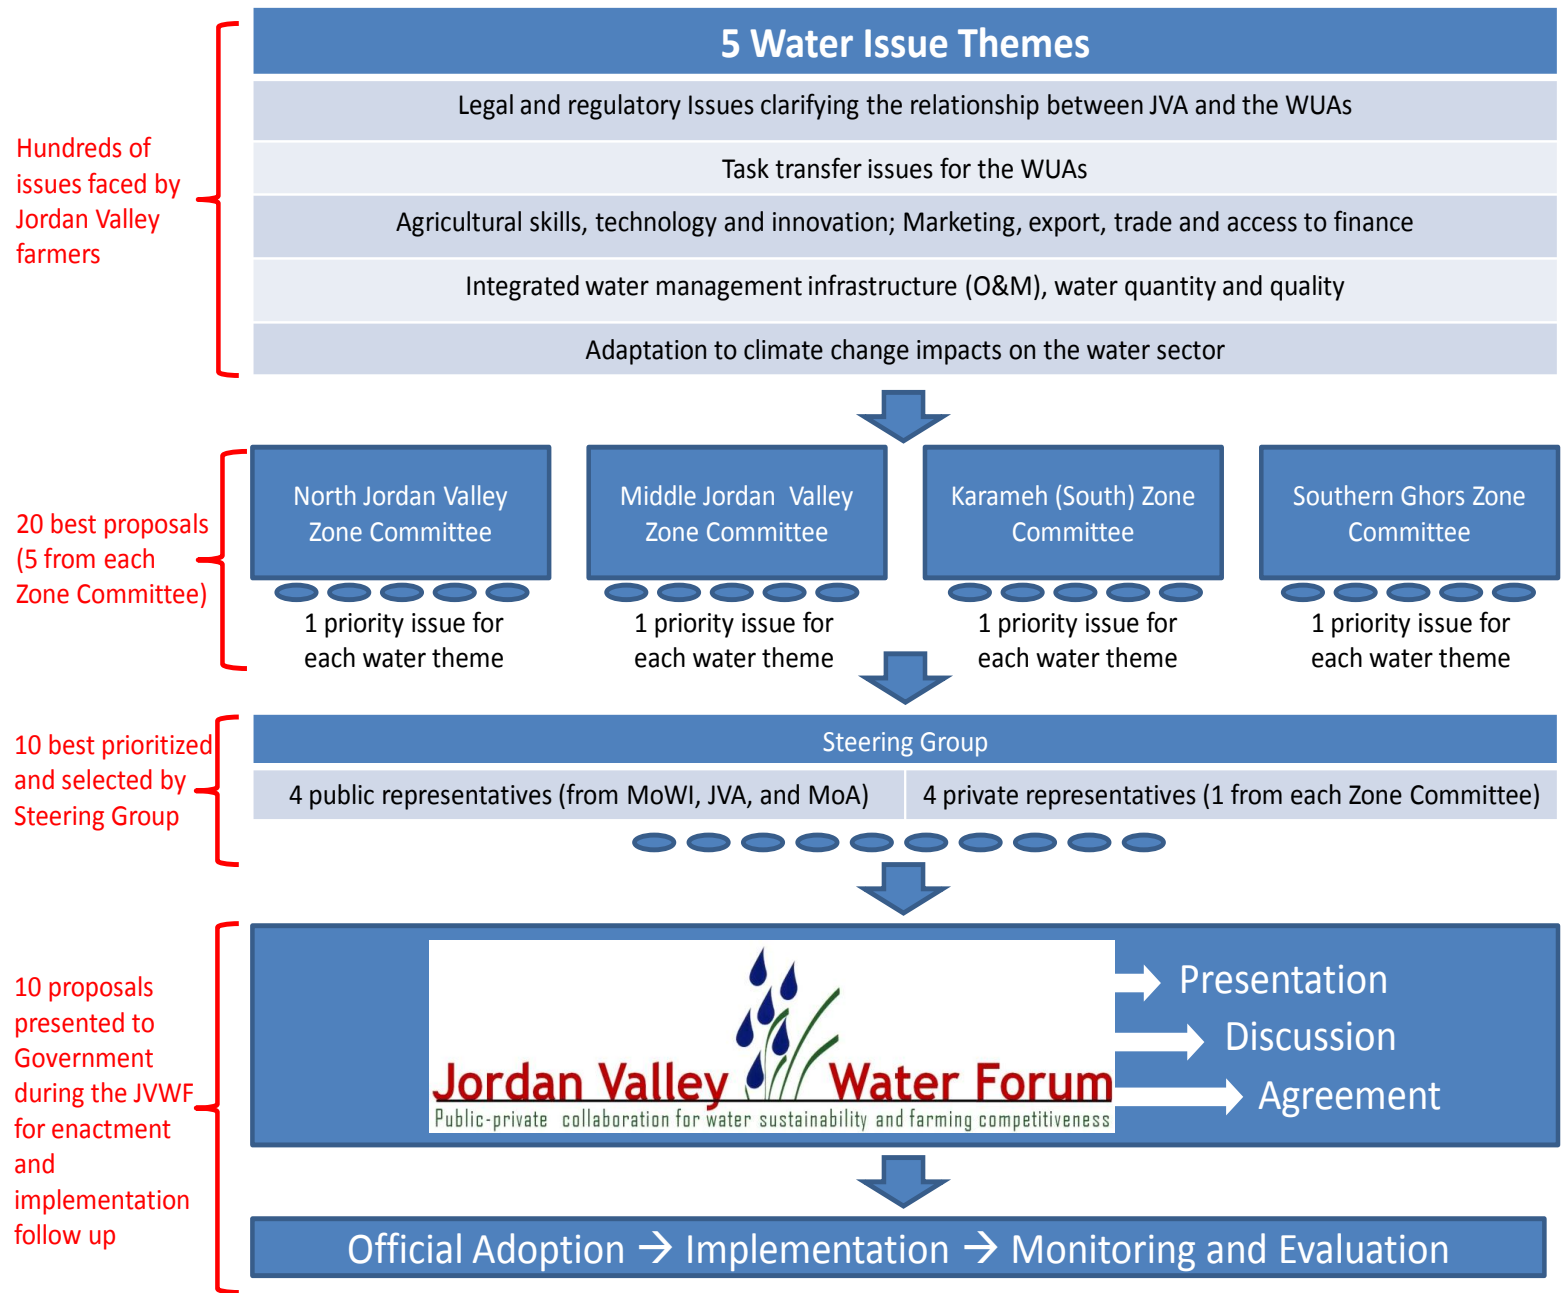 5 Water Issue Themes
Legal and regulatory Issues clarifying the relationship between JVA and the WUAs
Task transfer issues for the WUAs
Agricultural skills, technology and innovation; Marketing, export, trade and access to finance
Integrated water management infrastructure (O&M), water quantity and quality
Adaptation to climate change impacts on the water sector
Hundreds of
issues faced by
Jordan Valley
farmers
North Jordan Valley
Zone Committee
Middle Jordan Valley
Zone Committee
Karameh (South) Zone
Committee
Southern Ghors Zone
Committee
20 best proposals
(5 from each
Zone Committee)
1 priority issue for
each water theme
1 priority issue for
each water theme
1 priority issue for
each water theme
1 priority issue for
each water theme
10 best prioritized
and selected by
Steering Group
Steering Group
4 public representatives (from MoWI, JVA, and MoA)
4 private representatives (1 from each Zone Committee)
10 proposals
presented to
Government
during the JVWF
for enactment
and
implementation
follow up
Jordan Valley Water Forum
Public-private collaboration for water sustainability and farming competitiveness
Presentation
Discussion
Agreement
Official Adoption → Implementation → Monitoring and Evaluation